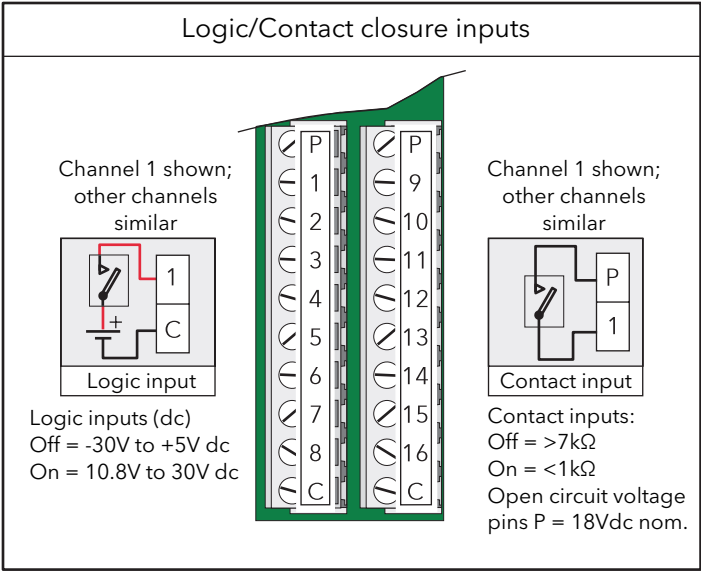 Logic/Contact closure inputs
Channel 1 shown;
other channels
similar
1
+
C
Logic input
Logic inputs (dc)
Off = -30V to +5V dc
On = 10.8V to 30V dc
P
1
2
3
4
5
6
7
8
C
P
9
10
11
12
13
14
15
16
C
Channel 1 shown;
other channels
similar
P
1
Contact input
Contact inputs:
Off = >7kΩ
On = <1kΩ
Open circuit voltage
pins P = 18Vdc nom.